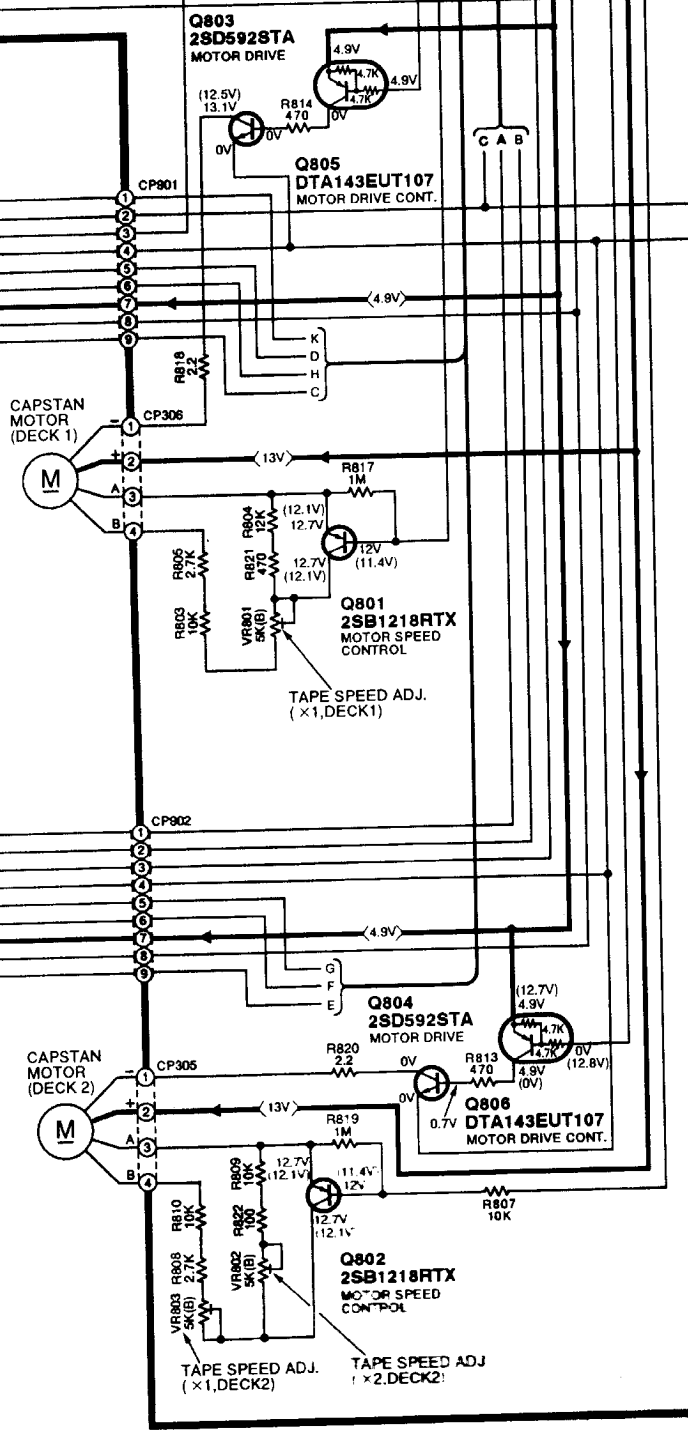 Q803
2SD592STA
MOTOR DRIVE
4.9V
4.7K
4.9V
4.7K
(12.5V)
13.1V
R814
470
0V
0V
0V
Q805
DTA143EUT107
MOTOR DRIVE CONT.
C A B
CP801
1
2
3
4
5
6
7
(4.9V)
8
9
K
D
H
C
R818
2.2
CAPSTAN
MOTOR
(DECK 1)
CP306
M
- 1
+ 2
(13V)
A 3
B 4
R817
1M
R804
12K
(12.1V)
12.7V
R805
2.7K
R821
470
12.7V
(12.1V)
12V
(11.4V)
R803
10K
VR801
5K(B)
Q801
2SB1218RTX
MOTOR SPEED
CONTROL
TAPE SPEED ADJ.
(×1,DECK1)
CP802
1
2
3
4
5
6
7
(4.9V)
8
9
G
F
E
Q804
2SD592STA
MOTOR DRIVE
(12.7V)
4.9V
4.7K
4.7K
0V
(12.8V)
4.9V
(0V)
CAPSTAN
MOTOR
(DECK 2)
CP305
M
- 1
+ 2
(13V)
A 3
B 4
R820
2.2
0V
0V
R813
470
0.7V
Q806
DTA143EUT107
MOTOR DRIVE CONT.
R819
1M
R809
10K
12.7V
(12.1V)
(11.4V)
12V
R807
10K
R810
10K
R822
100
12.7V
(12.1V
R808
2.7K
VR802
5K(B)
VR803
5K(B)
Q802
2SB1218RTX
MOTOR SPEED
CONTROL
TAPE SPEED ADJ.
(×1,DECK2)
TAPE SPEED ADJ
(×2,DECK2)